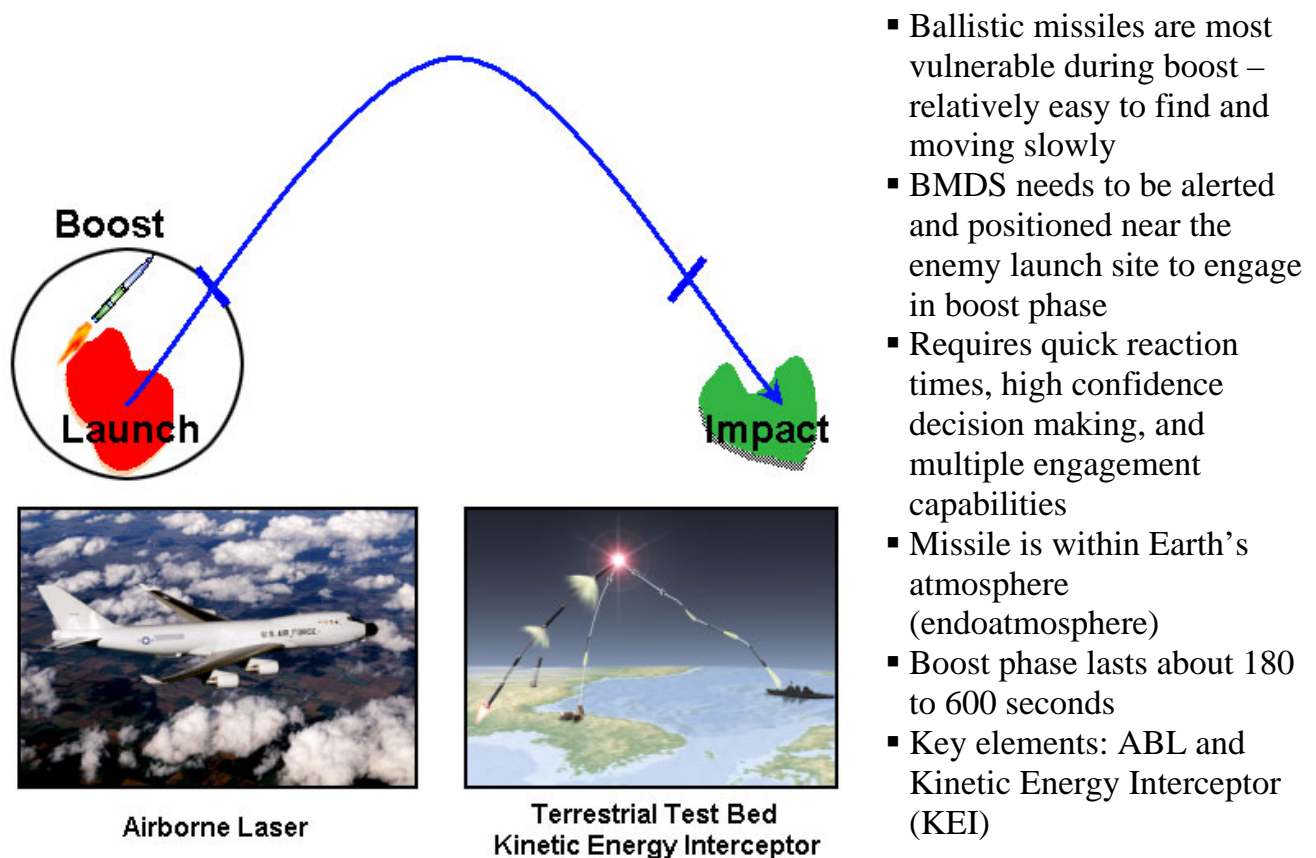 Boost
Launch
Impact
U.S. AIR FORCE
Airborne Laser
Terrestrial Test Bed
Kinetic Energy Interceptor
▪ Ballistic missiles are most
vulnerable during boost –
relatively easy to find and
moving slowly
▪ BMDS needs to be alerted
and positioned near the
enemy launch site to engage
in boost phase
▪ Requires quick reaction
times, high confidence
decision making, and
multiple engagement
capabilities
▪ Missile is within Earth’s
atmosphere
(endoatmosphere)
▪ Boost phase lasts about 180
to 600 seconds
▪ Key elements: ABL and
Kinetic Energy Interceptor
(KEI)